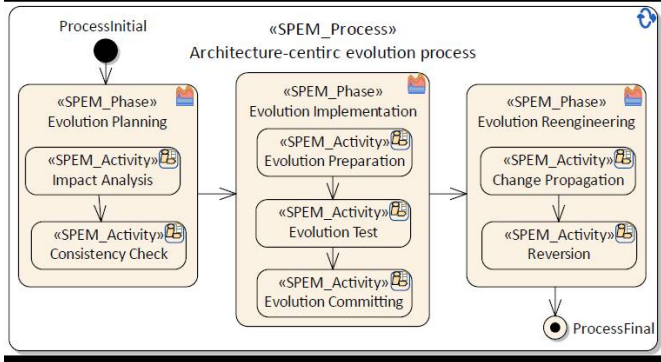 ProcessInitial
«SPEM_Process»
Architecture-centirc evolution process
«SPEM_Phase»
Evolution Planning
«SPEM_Activity»
Impact Analysis
«SPEM_Activity»
Consistency Check
«SPEM_Phase»
Evolution Implementation
«SPEM_Activity»
Evolution Preparation
«SPEM_Activity»
Evolution Test
«SPEM_Activity»
Evolution Committing
«SPEM_Phase»
Evolution Reengineering
«SPEM_Activity»
Change Propagation
«SPEM_Activity»
Reversion
ProcessFinal